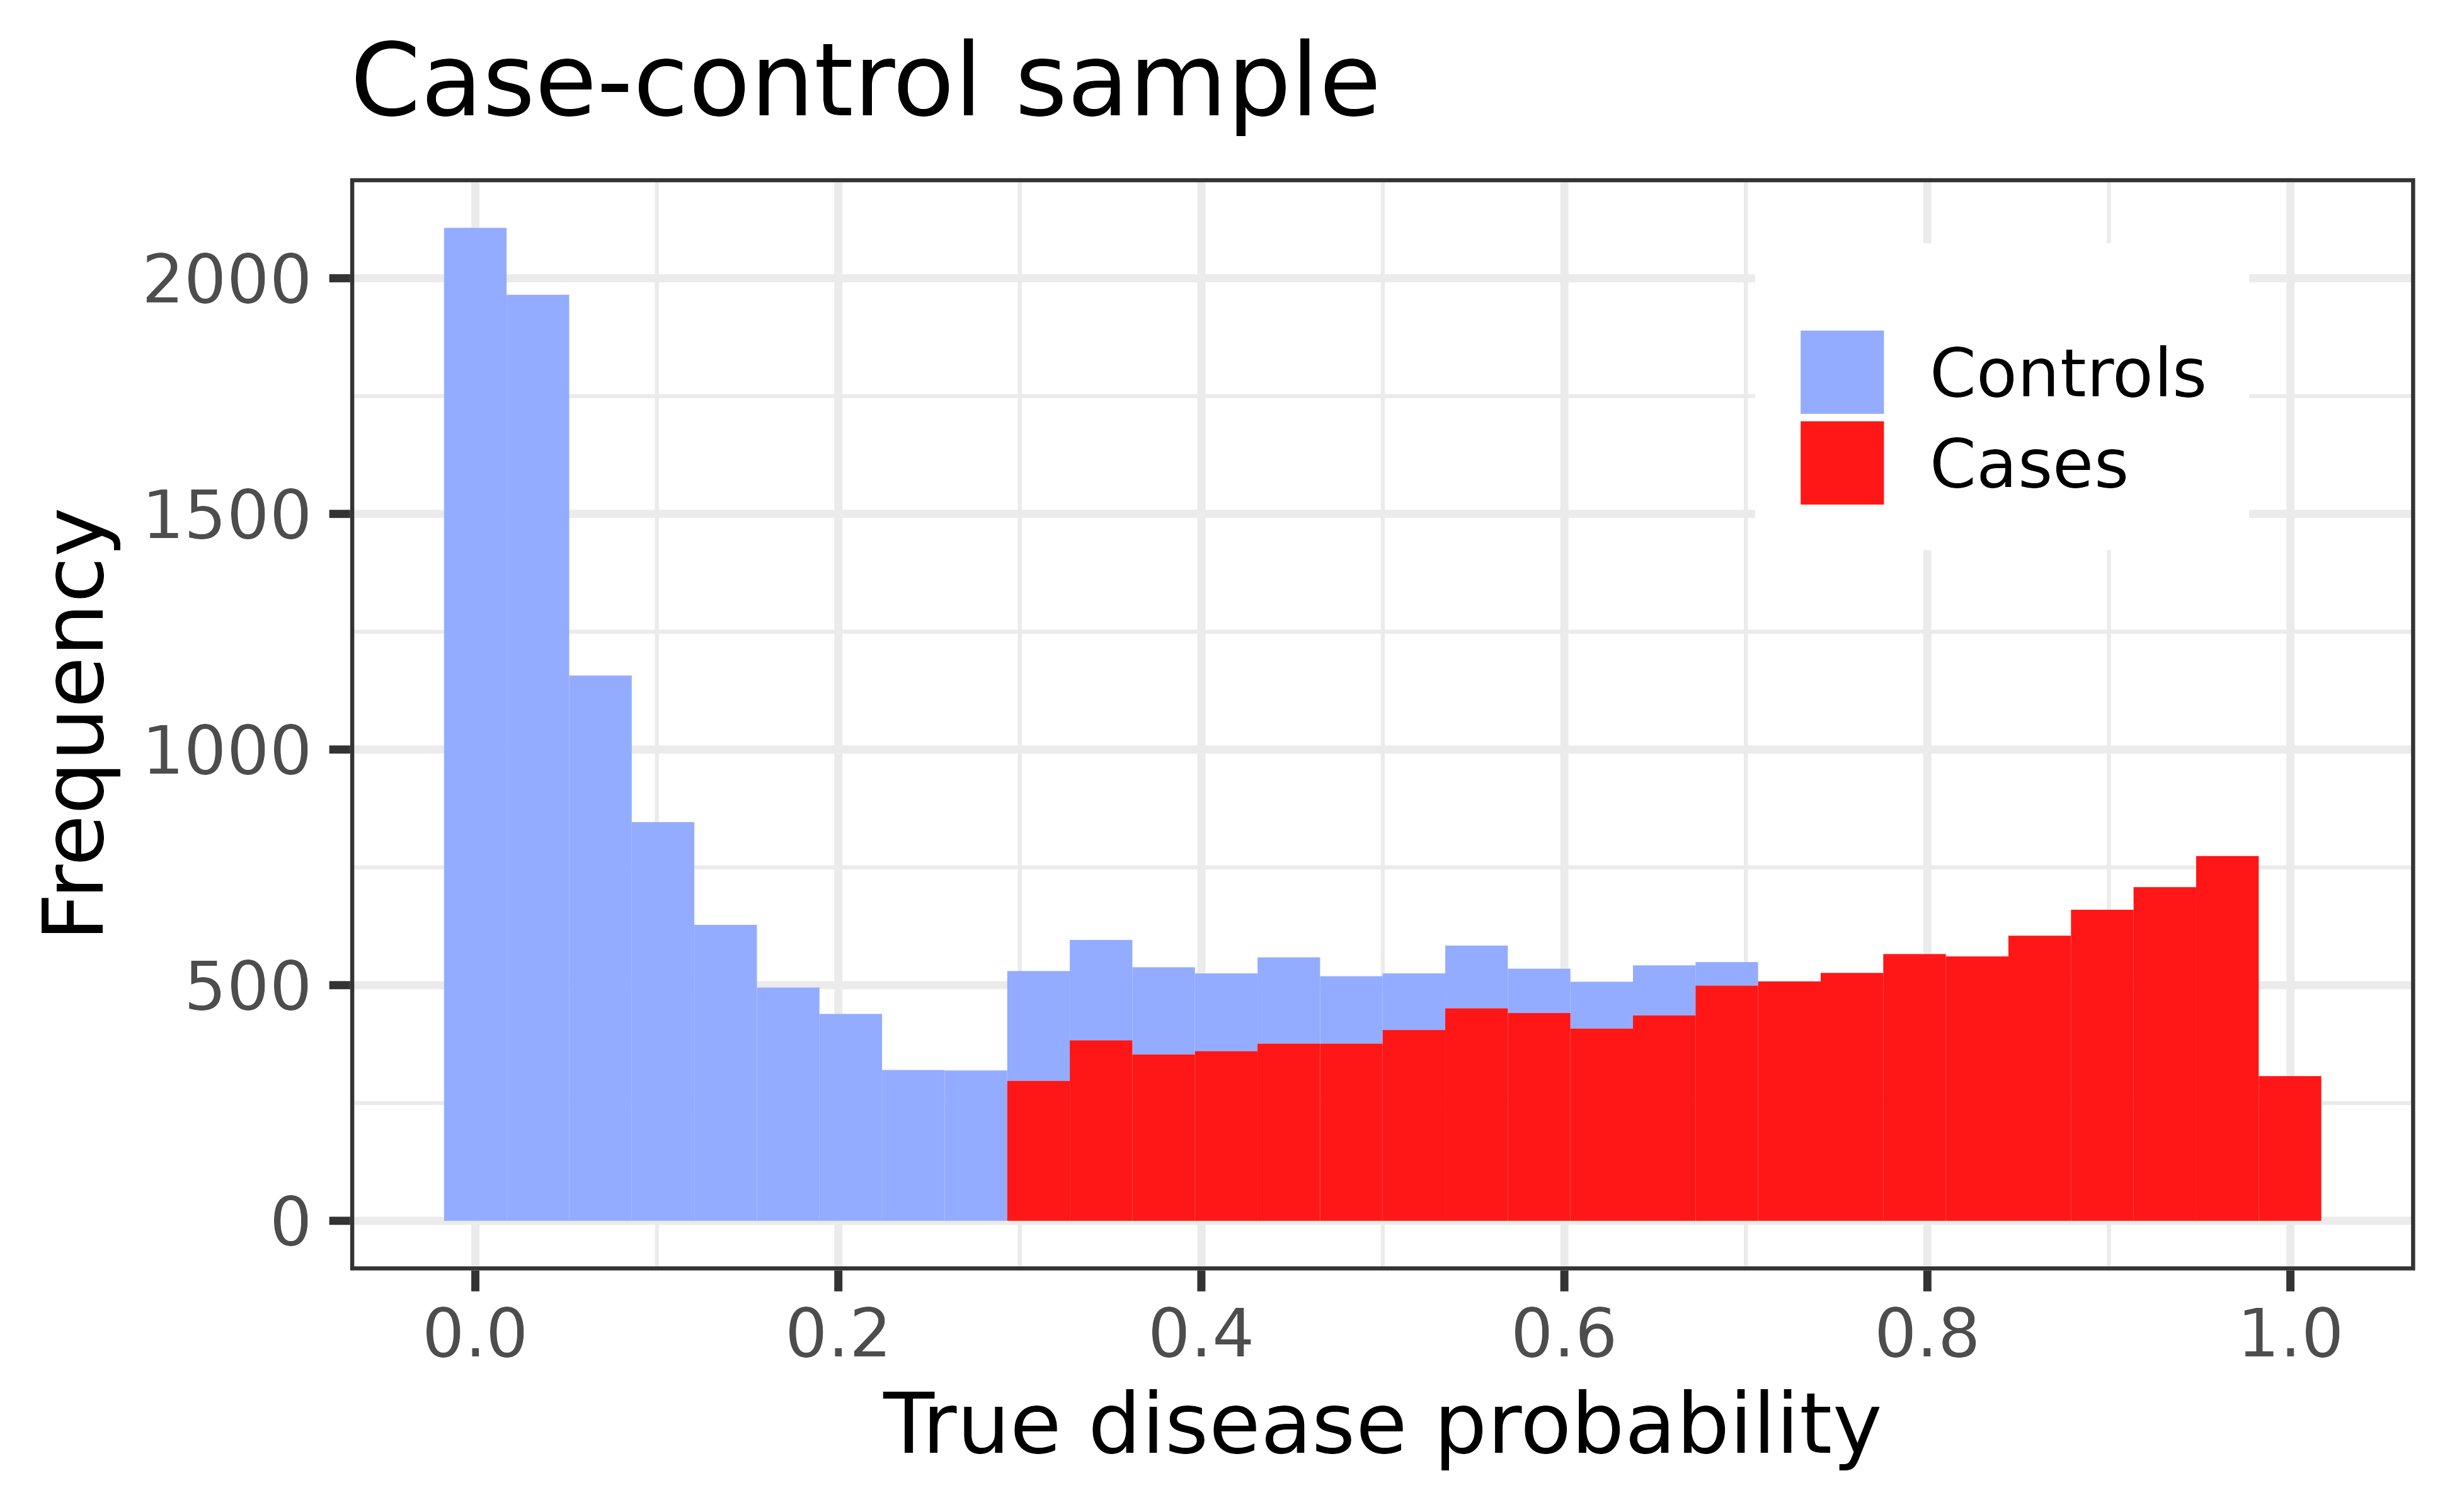 Case-control sample
Frequency
2000
1500
1000
500
0
Controls
Cases
0.0 0.2 0.4 0.6 0.8 1.0
True disease probability